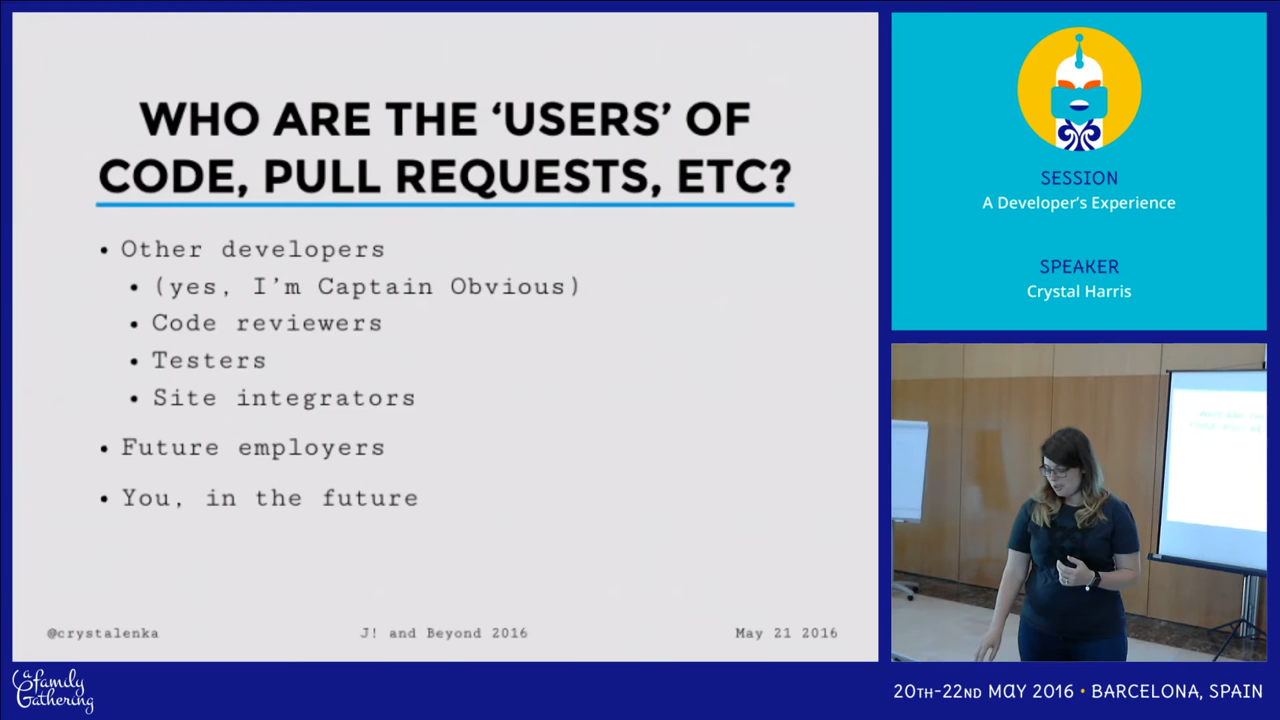 WHO ARE THE ‘USERS’ OF
CODE, PULL REQUESTS, ETC?
• Other developers
• (yes, I’m Captain Obvious)
• Code reviewers
• Testers
• Site integrators
• Future employers
• You, in the future
@crystalenka
J! and Beyond 2016
May 21 2016
SESSION
A Developer’s Experience
SPEAKER
Crystal Harris
a family
Gathering
20TH-22ND MAY 2016 • BARCELONA, SPAIN